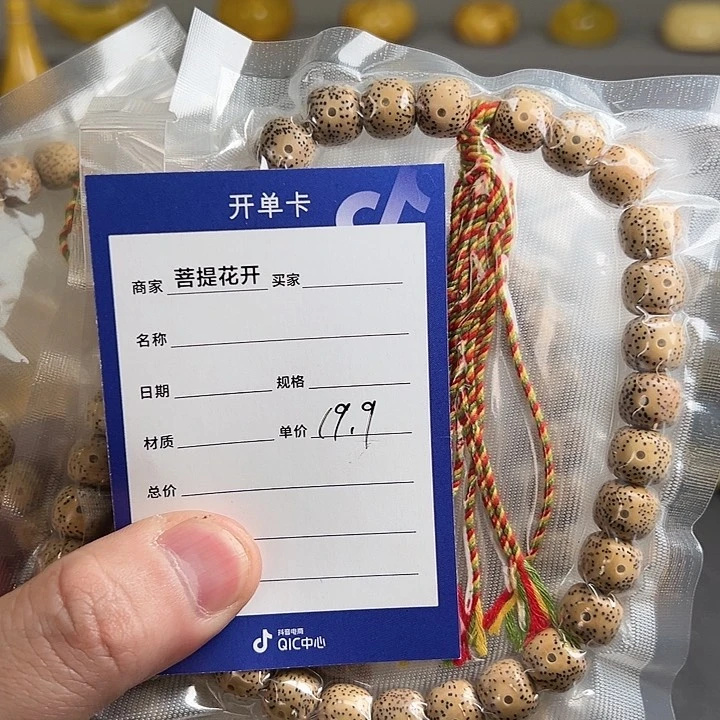 开单卡
商家 菩提花开 买家
名称
日期 规格
材质 单价 19.9
总价
抖音电商
QIC中心